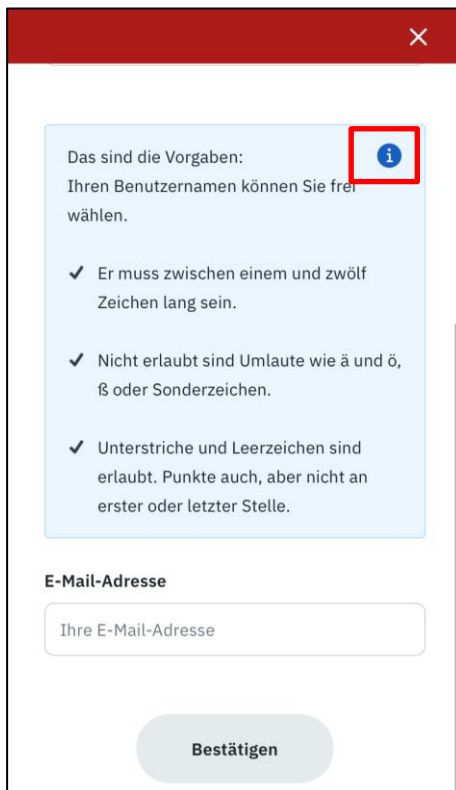 Das sind die Vorgaben:
Ihren Benutzernamen können Sie frei
wählen.
Er muss zwischen einem und zwölf
Zeichen lang sein.
Nicht erlaubt sind Umlaute wie ä und ö,
ß oder Sonderzeichen.
Unterstriche und Leerzeichen sind
erlaubt. Punkte auch, aber nicht an
erster oder letzter Stelle.
E-Mail-Adresse
Ihre E-Mail-Adresse
Bestätigen